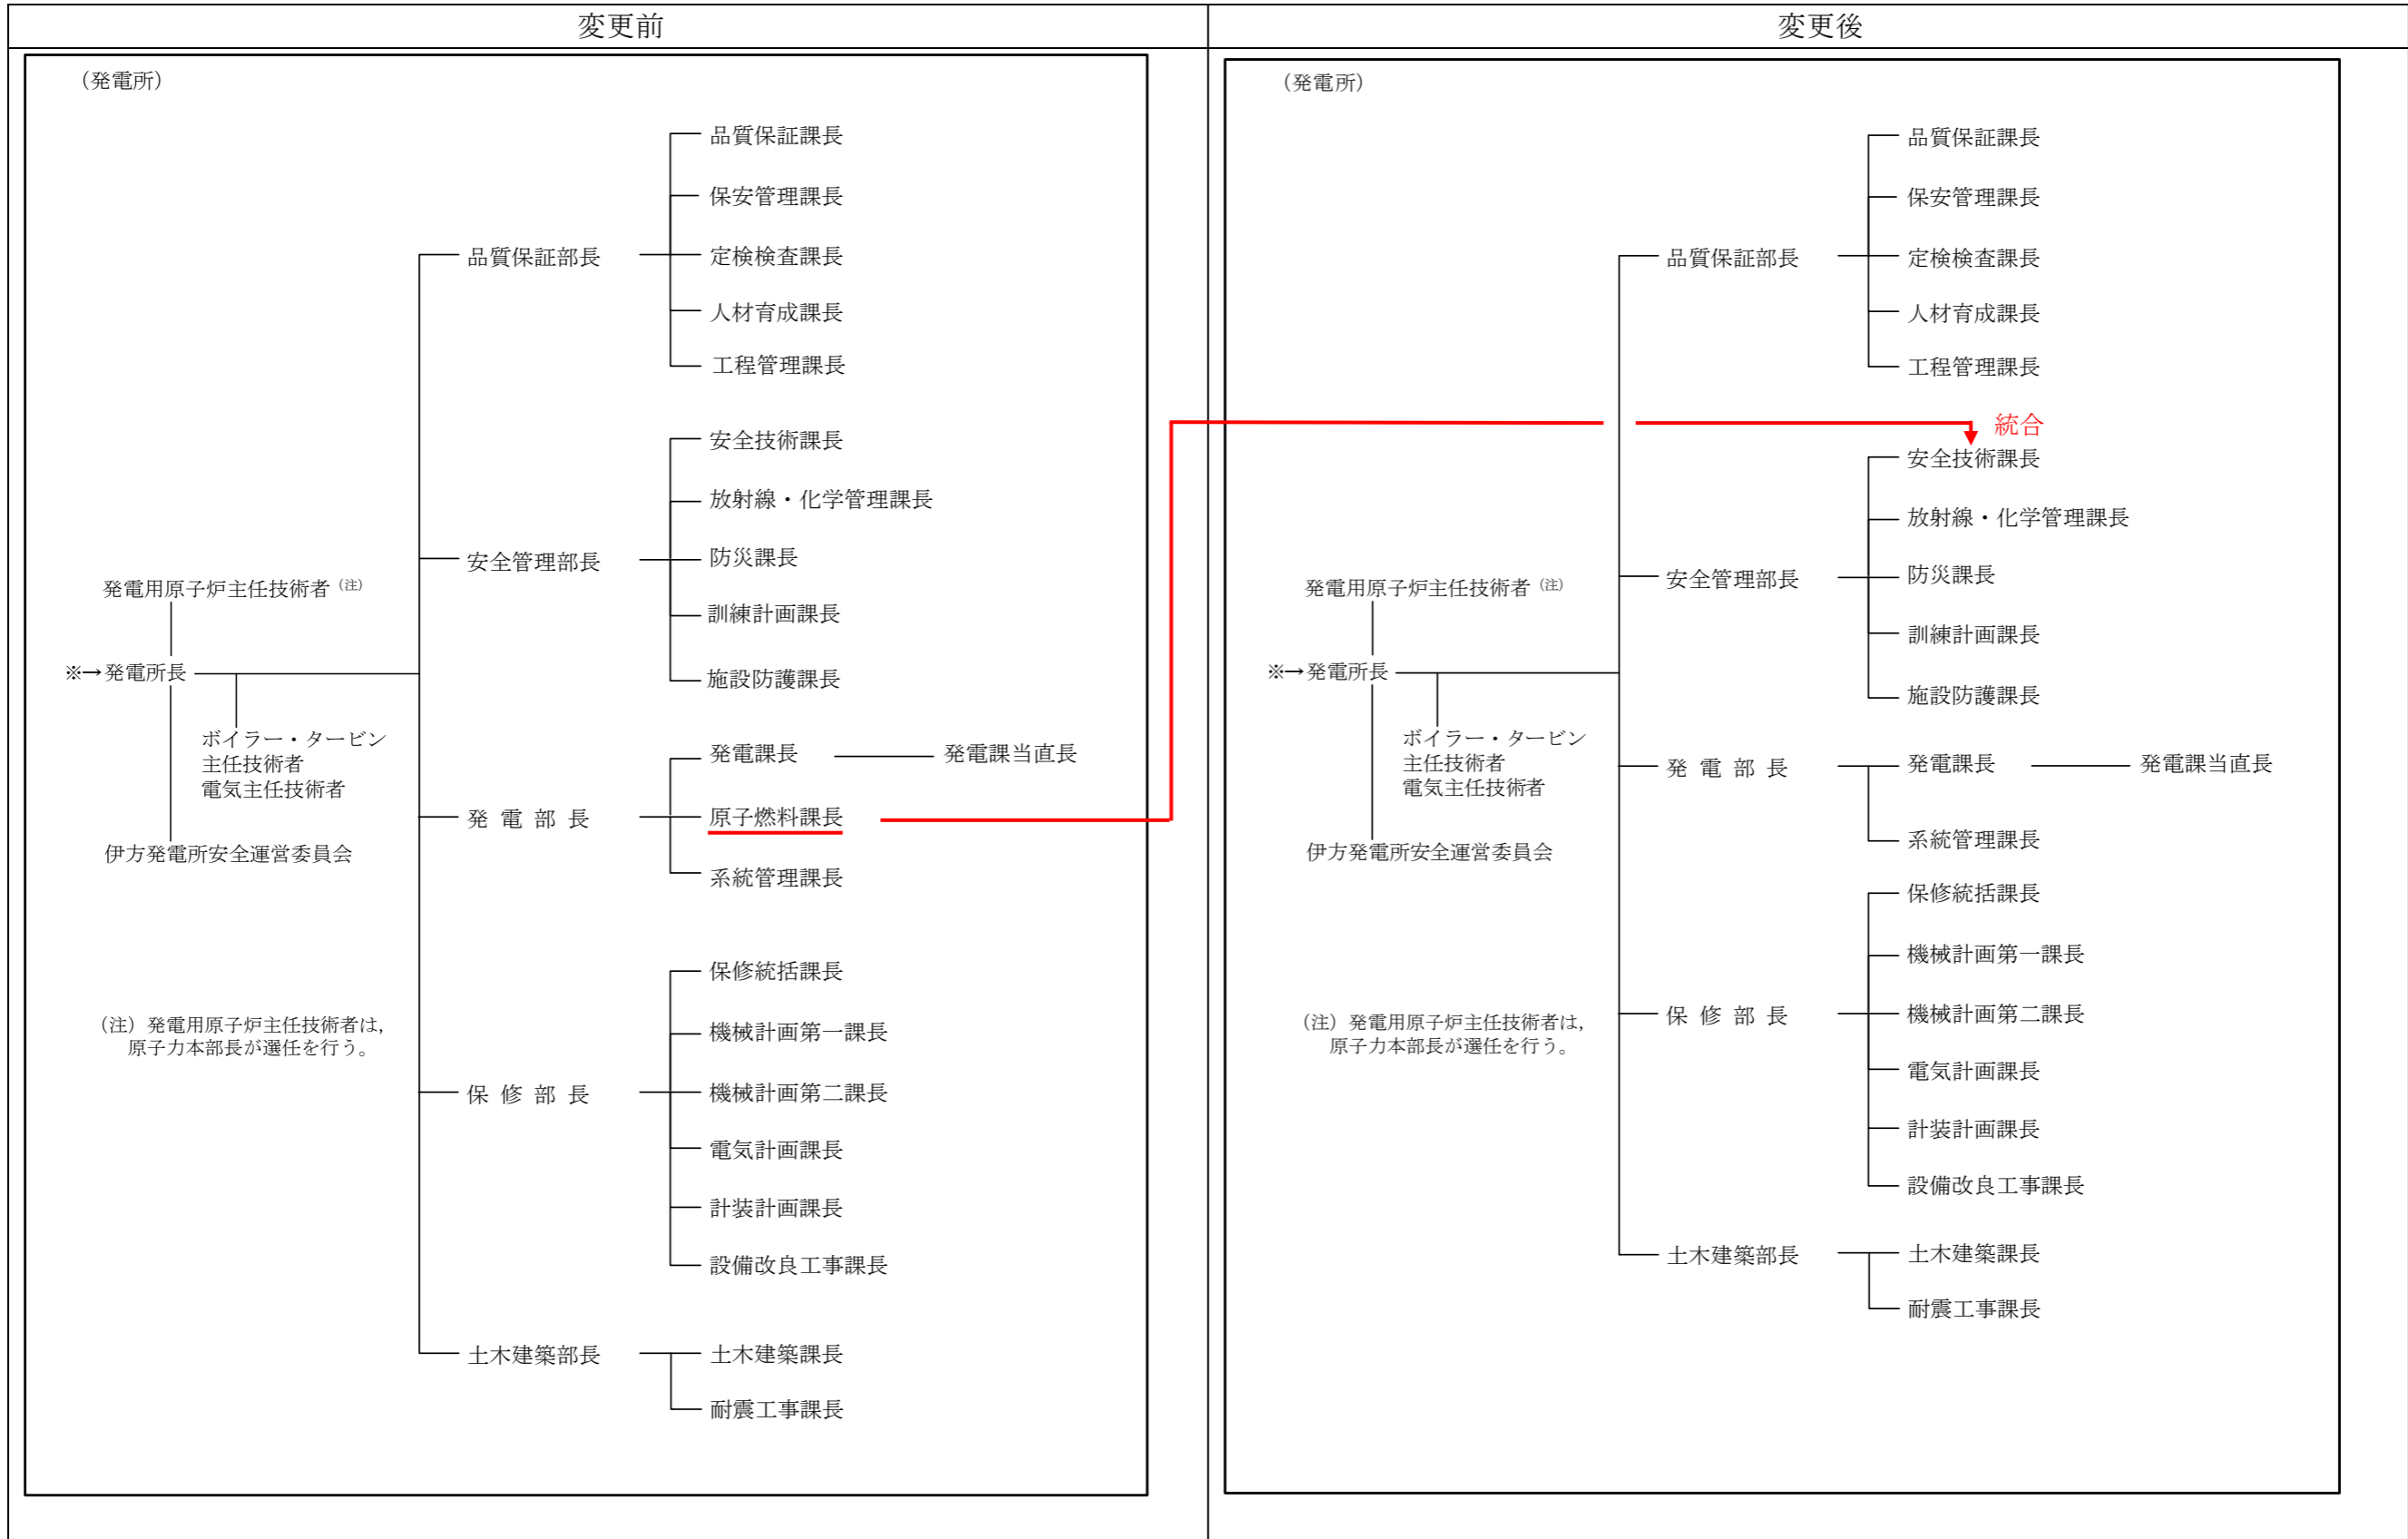 変更前
変更後
（発電所）
品質保証課長
保安管理課長
品質保証部長
定検検査課長
人材育成課長
工程管理課長
安全技術課長
放射線・化学管理課長
安全管理部長
防災課長
発電用原子炉主任技術者（注）
訓練計画課長
※→発電所長
施設防護課長
ボイラー・タービン
主任技術者
電気主任技術者
発電課長
発電課当直長
発電部長
原子燃料課長
伊方発電所安全運営委員会
系統管理課長
保修統括課長
（注）発電用原子炉主任技術者は，
原子力本部長が選任を行う。
機械計画第一課長
保修部長
機械計画第二課長
電気計画課長
計装計画課長
設備改良工事課長
土木建築部長
土木建築課長
耐震工事課長
（発電所）
品質保証課長
保安管理課長
品質保証部長
定検検査課長
人材育成課長
工程管理課長
統合
安全技術課長
放射線・化学管理課長
安全管理部長
防災課長
発電用原子炉主任技術者（注）
訓練計画課長
※→発電所長
施設防護課長
ボイラー・タービン
主任技術者
電気主任技術者
発電部長
発電課長
発電課当直長
伊方発電所安全運営委員会
系統管理課長
保修統括課長
機械計画第一課長
（注）発電用原子炉主任技術者は，
原子力本部長が選任を行う。
保修部長
機械計画第二課長
電気計画課長
計装計画課長
設備改良工事課長
土木建築部長
土木建築課長
耐震工事課長